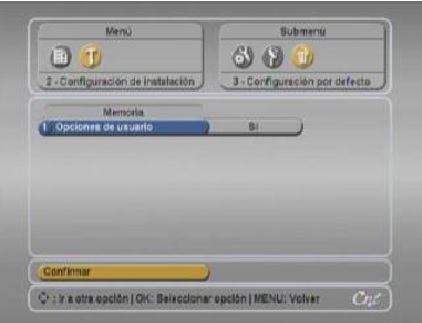 Menú
Submenú
2 - Configuración de instalación
3 - Configuración por defecto
Memoria
1 Opciones de usuario
Sí
Confirmar
: Ir a otra opción | OK: Seleccionar opción | MENU: Volver